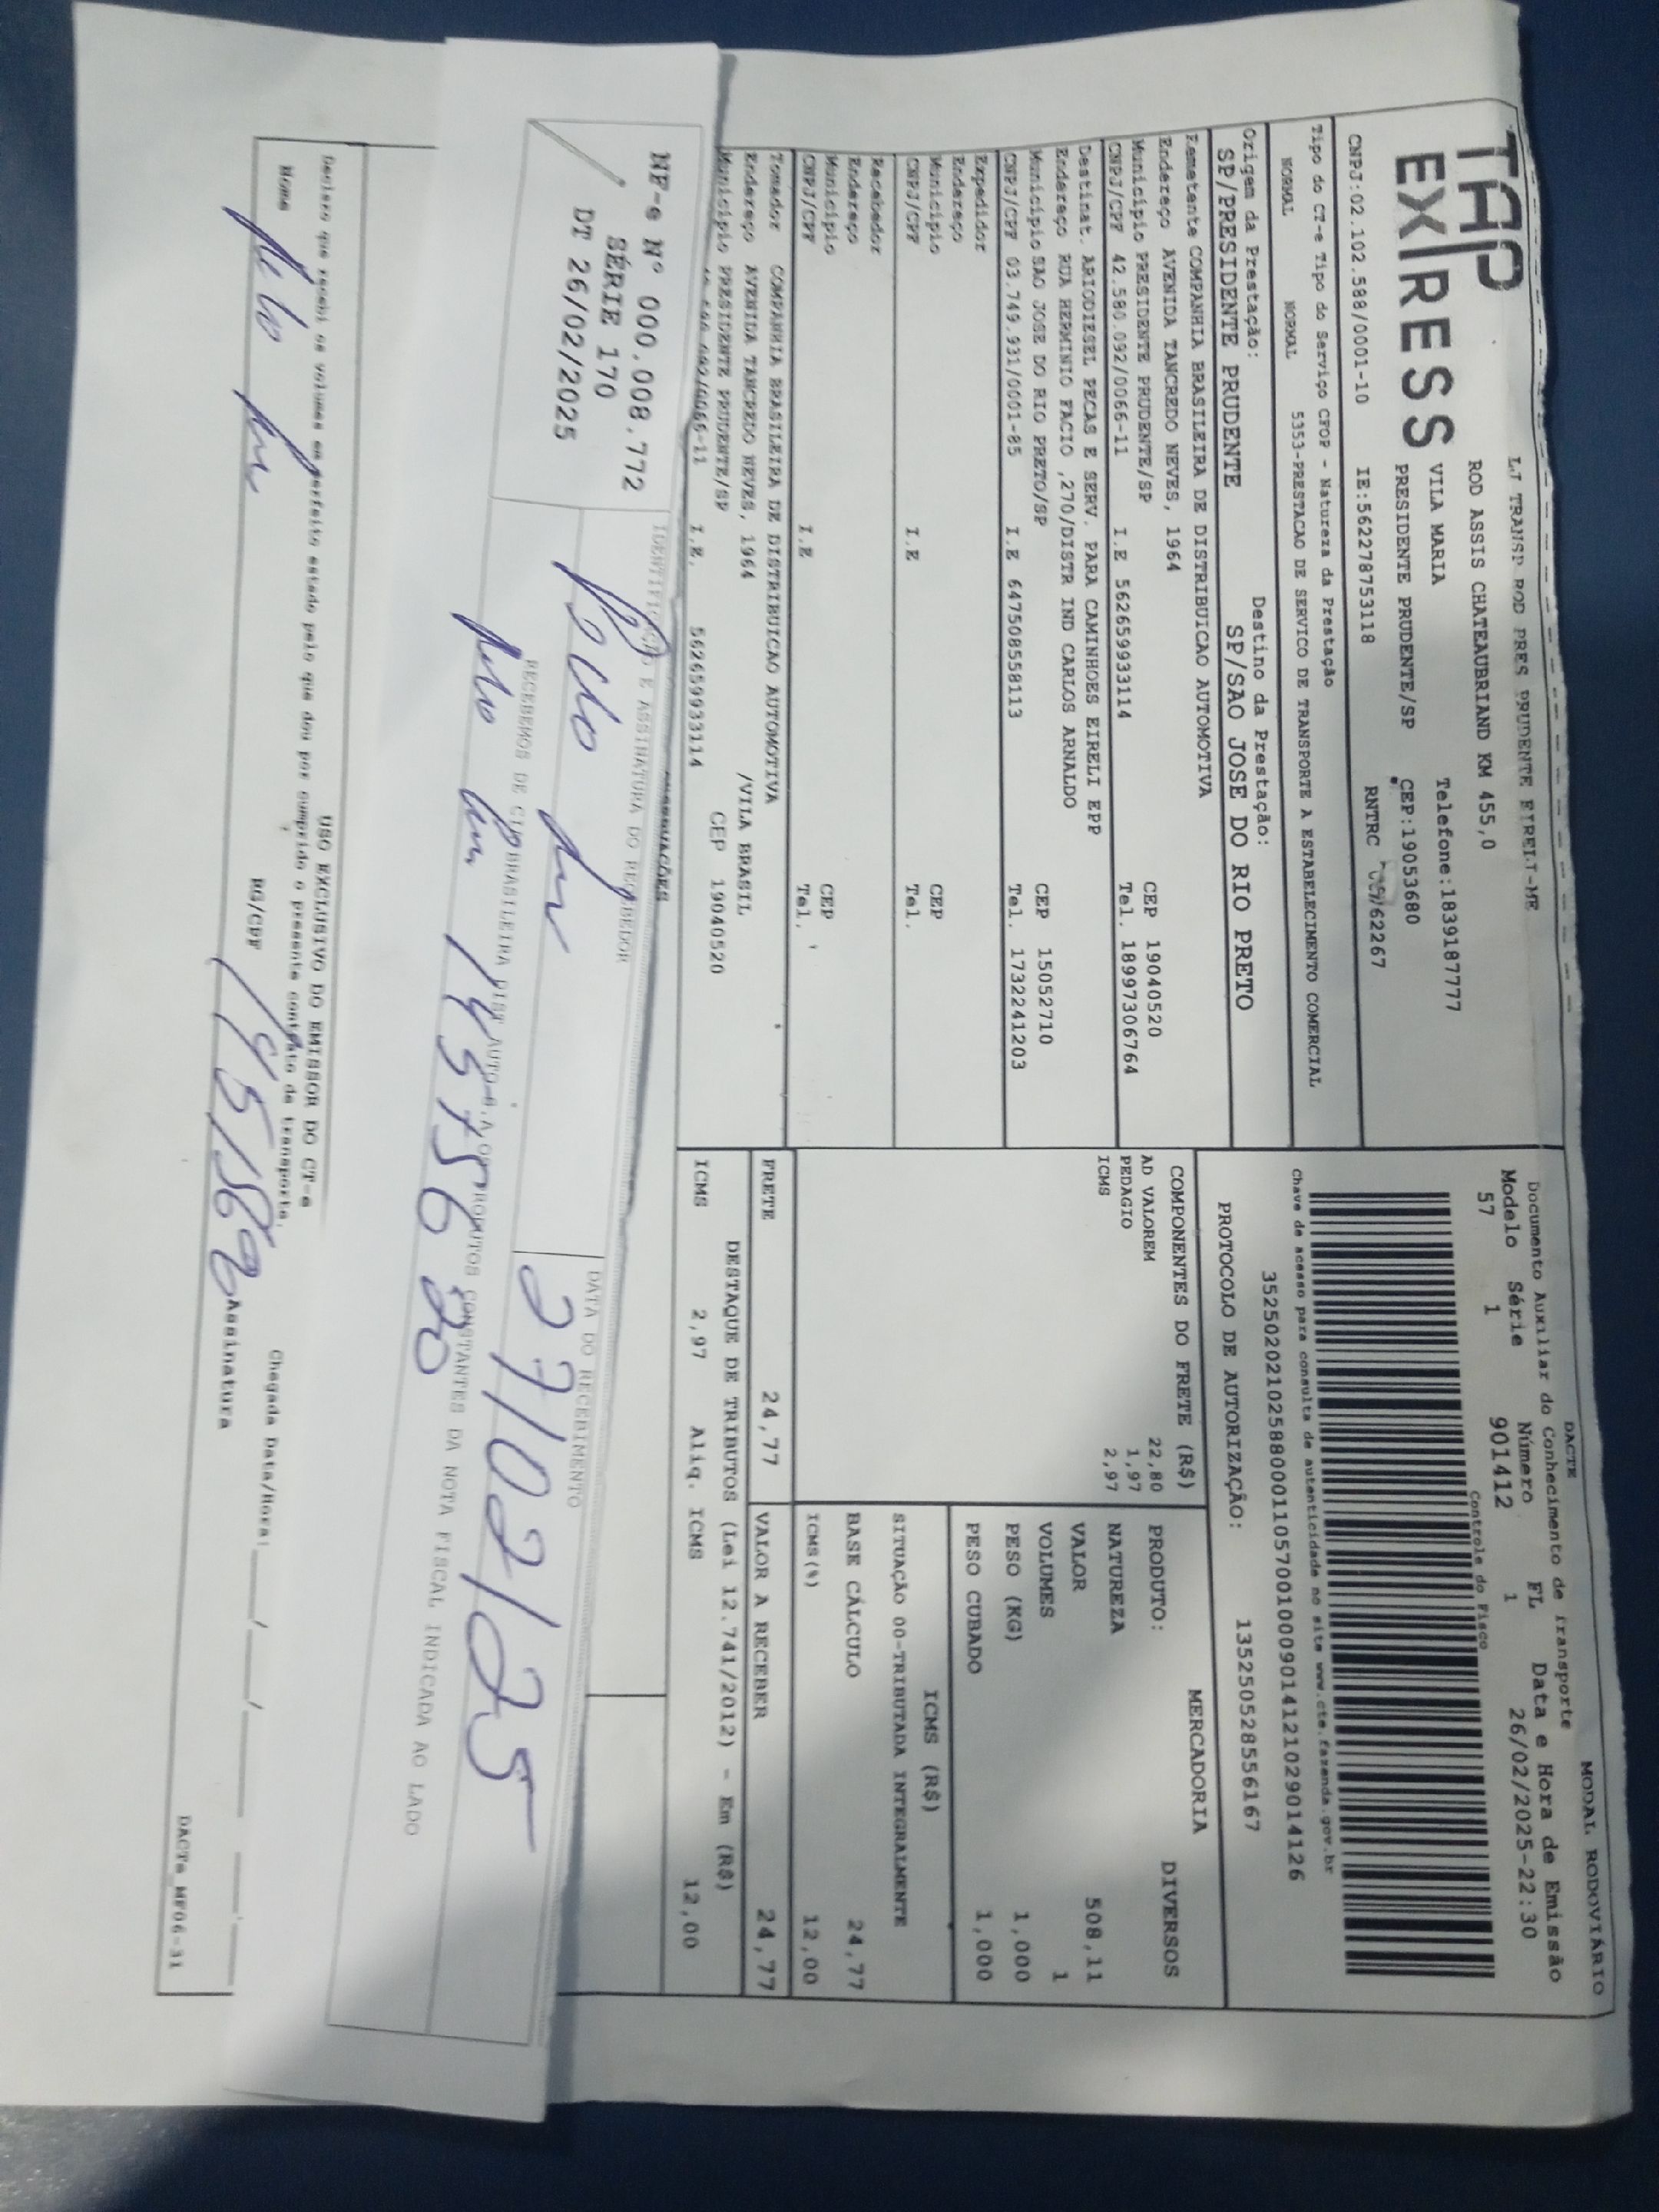 TAP
EX|RESS
LJ TRANSP ROD PRES PRUDENTE EIRELI-ME
ROD ASSIS CHATEAUBRIAND KM 455,0
VILA MARIA Telefone:1839187777
PRESIDENTE PRUDENTE/SP CEP:19053680
CNPJ:02.102.588/0001-10 IE:562278753118 RNTRC 62267
Tipo do CT-e Tipo do Serviço CFOP - Natureza da Prestação
NORMAL NORMAL 5353-PRESTACAO DE SERVICO DE TRANSPORTE A ESTABELECIMENTO COMERCIAL
Origem da Prestação: Destino da Prestação:
SP/PRESIDENTE PRUDENTE SP/SAO JOSE DO RIO PRETO
Remetente COMPANHIA BRASILEIRA DE DISTRIBUICAO AUTOMOTIVA
Endereço AVENIDA TANCREDO NEVES, 1964
Município PRESIDENTE PRUDENTE/SP CEP 19040520
CNPJ/CPF 42.580.092/0066-11 I.E 562659933114 Tel. 18997306764
Destinat. ARIODIESEL PECAS E SERV. PARA CAMINHOES EIRELI EPP
Endereço RUA HERMINIO FACIO ,270/DISTR IND CARLOS ARNALDO
Município SAO JOSE DO RIO PRETO/SP CEP 15052710
CNPJ/CPF 03.749.931/0001-85 I.E 647508558113 Tel. 1732241203
Expedidor
Endereço
Município CEP
CNPJ/CPF I.E Tel.
Recebedor
Endereço
Município CEP
CNPJ/CPF I.E Tel.
Tomador COMPANHIA BRASILEIRA DE DISTRIBUICAO AUTOMOTIVA
Endereço AVENIDA TANCREDO NEVES, 1964 /VILA BRASIL
Município PRESIDENTE PRUDENTE/SP CEP 19040520
092/0066-11 I.E. 562659933114
MODAL RODOVIÁRIO
DACTE
Documento Auxiliar do Conhecimento de Transporte
Modelo Série Número FL Data e Hora de Emissão
57 1 901412 1 26/02/2025-22:30
Controle do Fisco
Chave de acesso para consulta de autenticidade no site www.cte.fazenda.gov.br
35250202102588000110570010009014121029014126
PROTOCOLO DE AUTORIZAÇÃO: 135250528556167
COMPONENTES DO FRETE (R$)
AD VALOREM 22,80
PEDAGIO 1,97
ICMS 2,97
MERCADORIA
PRODUTO: DIVERSOS
NATUREZA
VALOR 508,11
VOLUMES 1
PESO (KG) 1,000
PESO CUBADO 1,000
ICMS (R$)
SITUAÇÃO 00-TRIBUTADA INTEGRALMENTE
BASE CÁLCULO 24,77
ICMS(%) 12,00
FRETE 24,77 VALOR A RECEBER 24,77
DESTAQUE DE TRIBUTOS (Lei 12.741/2012) - Em (R$)
ICMS 2,97 Aliq. ICMS 12,00
NF-e Nº 000.008.772
SÉRIE 170
DT 26/02/2025
IDENTIFICAÇÃO E ASSINATURA DO RECEBEDOR
DATA DO RECEBIMENTO
27/02/25
RECEBEMOS DE CIA BRASILEIRA DIST AUTO S.A OS PRODUTOS CONSTANTES DA NOTA FISCAL INDICADA AO LADO
USO EXCLUSIVO DO EMISSOR DO CT-e
Declaro que recebi os volumes em perfeito estado pelo que dou por cumprido o presente contrato de transporte.
Nome RG/CPF Assinatura
Chegada Data/Hora: / /
DACTe MF06-31